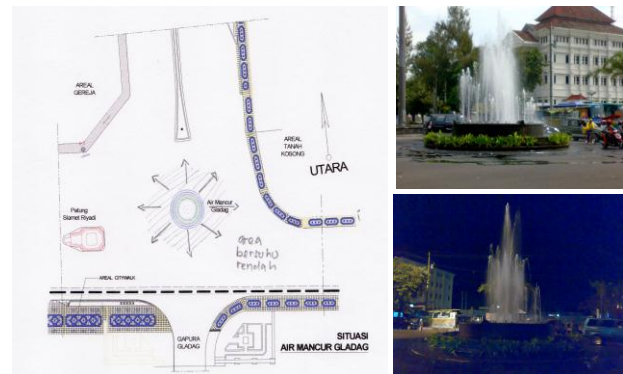 AREAL
GEREJA
AREAL
TANAH
KOSONG
UTARA
Patung
Slamet Riyadi
Air Mancur
Gladag
area
bersuhu
rendah
AREAL CITYWALK
GAPURA
GLADAG
SITUASI
AIR MANCUR GLADAG